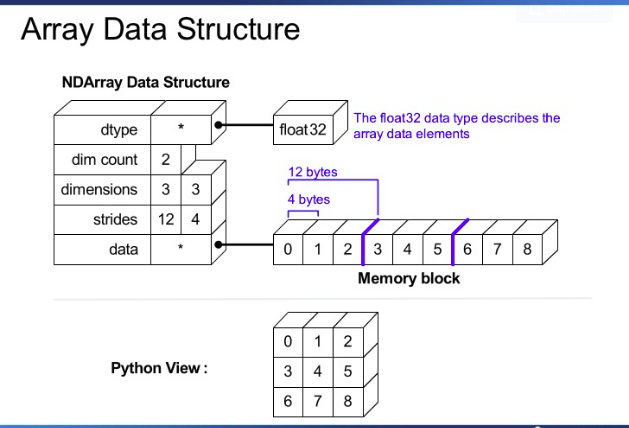 Array Data Structure
NDArray Data Structure
dtype *
float32
The float32 data type describes the
array data elements
dim count 2
dimensions 3 3
strides 12 4
data *
12 bytes
4 bytes
0 1 2 3 4 5 6 7 8
Memory block
Python View :
0 1 2
3 4 5
6 7 8